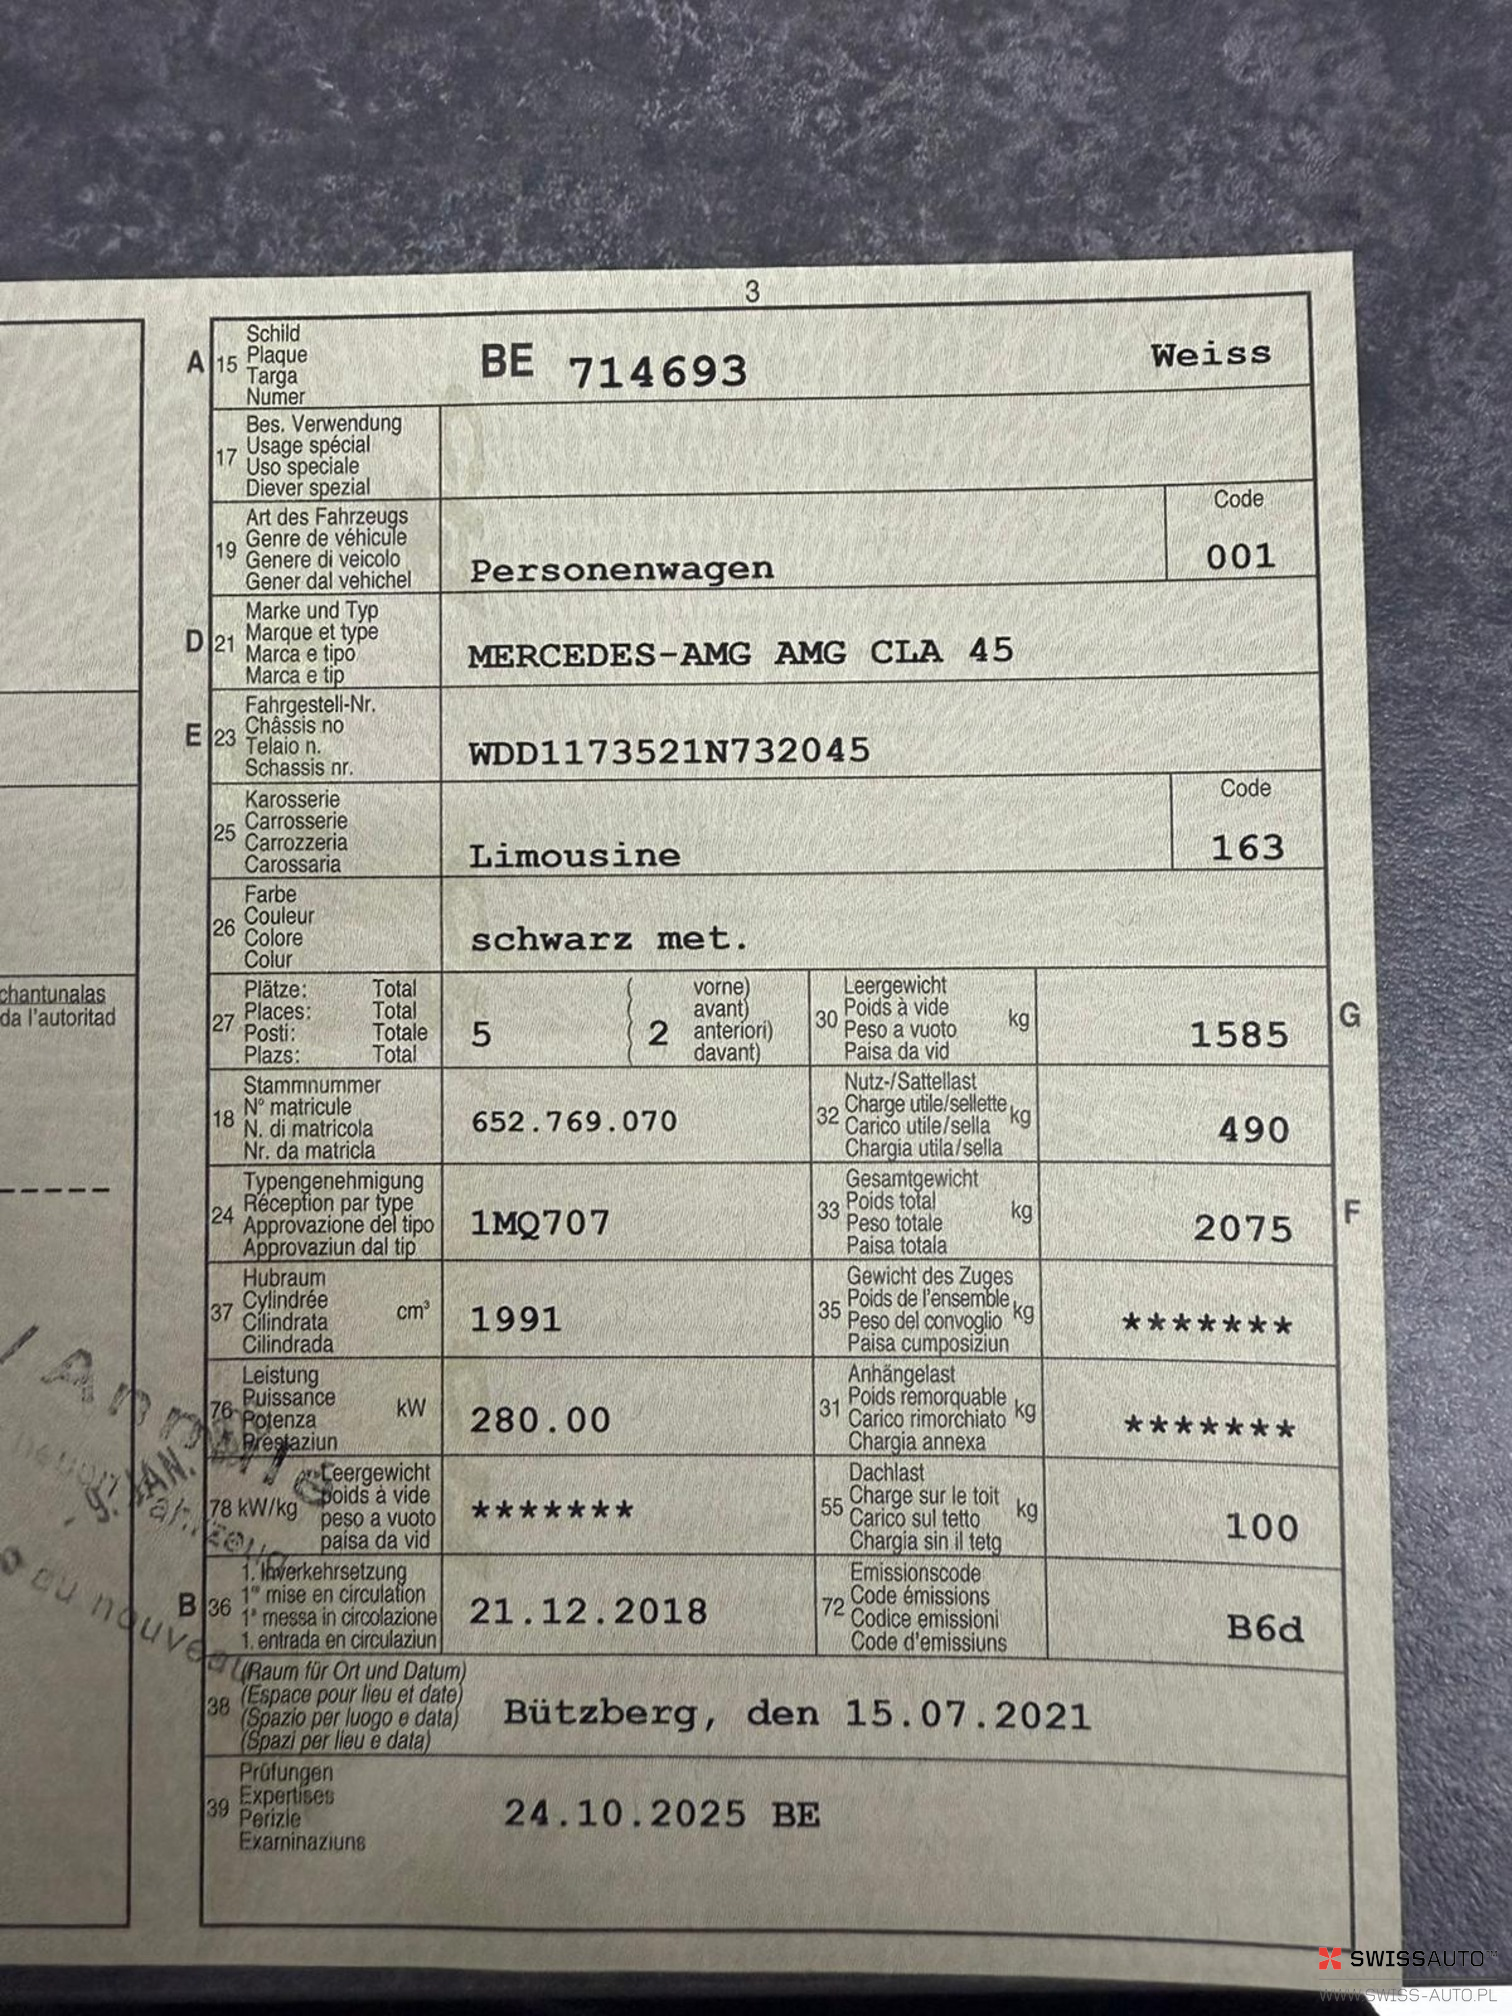 3
A 15 Schild
Plaque
Targa
Numer
BE 714693 Weiss
17 Bes. Verwendung
Usage spécial
Uso speciale
Diever spezial
19 Art des Fahrzeugs
Genre de véhicule
Genere di veicolo
Gener dal vehichel
Personenwagen
Code
001
D 21 Marke und Typ
Marque et type
Marca e tipo
Marca e tip
MERCEDES-AMG AMG CLA 45
E 23 Fahrgestell-Nr.
Châssis no
Telaio n.
Schassis nr.
WDD1173521N732045
25 Karosserie
Carrosserie
Carrozzeria
Carossaria
Limousine
Code
163
26 Farbe
Couleur
Colore
Colur
schwarz met.
chantunalas
da l'autoritad
27 Plätze: Total
Places: Total
Posti: Totale
Plazs: Total
5 ( 2 vorne)
avant)
anteriori)
davant)
30 Leergewicht
Poids à vide
Peso a vuoto
Paisa da vid
kg
1585
G
18 Stammnummer
N° matricule
N. di matricola
Nr. da matricla
652.769.070
32 Nutz-/Sattellast
Charge utile/sellette
Carico utile/sella
Chargia utila/sella
kg
490
24 Typengenehmigung
Réception par type
Approvazione del tipo
Approvaziun dal tip
1MQ707
33 Gesamtgewicht
Poids total
Peso totale
Paisa totala
kg
2075
F
37 Hubraum
Cylindrée
Cilindrata
Cilindrada
cm³
1991
35 Gewicht des Zuges
Poids de l'ensemble
Peso del convoglio
Paisa cumposiziun
kg
*******
76 Leistung
Puissance
Potenza
Prestaziun
kW
280.00
31 Anhängelast
Poids remorquable
Carico rimorchiato
Chargia annexa
kg
*******
78 kW/kg Leergewicht
poids à vide
peso a vuoto
paisa da vid
*******
55 Dachlast
Charge sur le toit
Carico sul tetto
Chargia sin il tetg
kg
100
B 36 1. Inverkehrsetzung
1re mise en circulation
1a messa in circolazione
1. entrada en circulaziun
21.12.2018
72 Emissionscode
Code émissions
Codice emissioni
Code d'emissiuns
B6d
38 (Raum für Ort und Datum)
(Espace pour lieu et date)
(Spazio per luogo e data)
(Spazi per lieu e data)
Bützberg, den 15.07.2021
39 Prüfungen
Expertises
Perizie
Examinaziuns
24.10.2025 BE
au nouveau
SWISSAUTO
WWW.SWISS-AUTO.PL